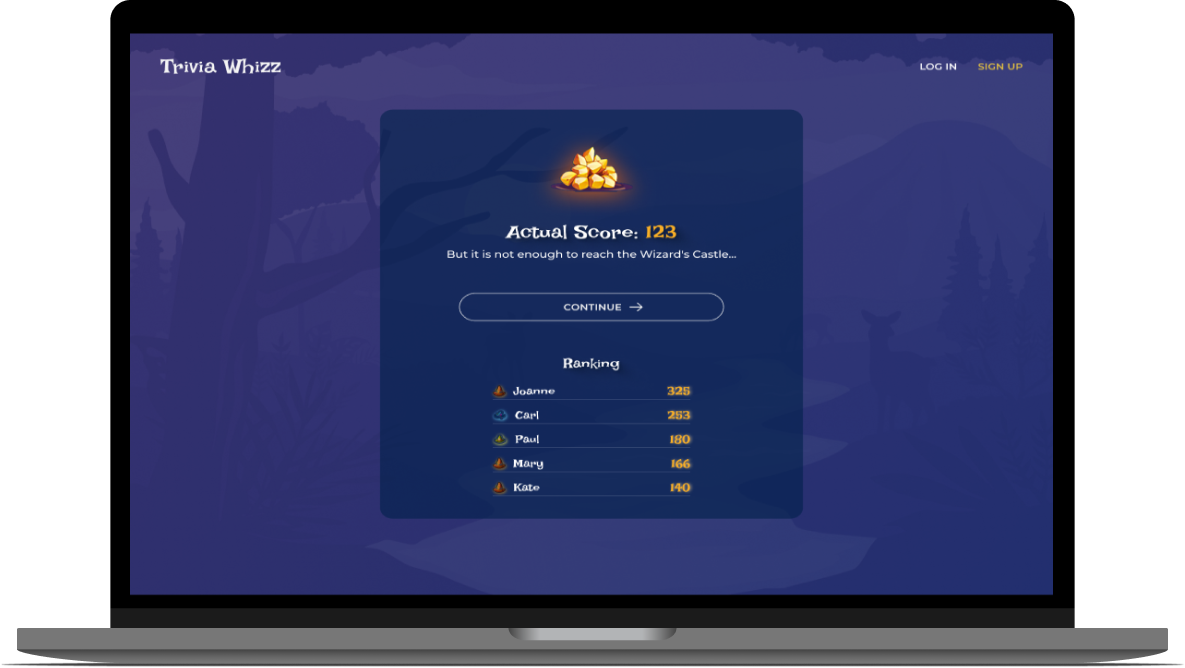 Trivia Whizz
LOG IN SIGN UP
Actual Score: 123
But it is not enough to reach the Wizard's Castle...
CONTINUE →
Ranking
Joanne 325
Carl 253
Paul 180
Mary 166
Kate 140